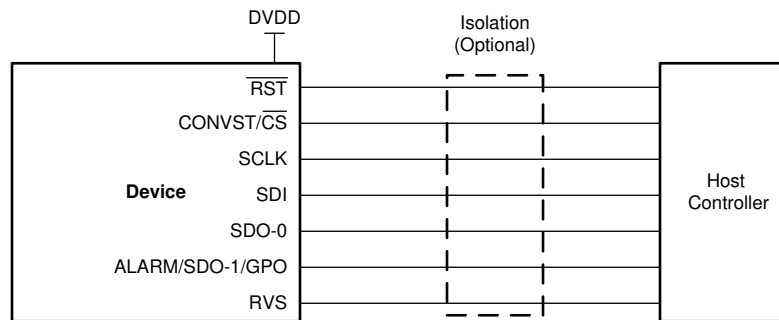 DVDD
Isolation
(Optional)
RST
CONVST/CS
SCLK
Device
SDI
SDO-0
ALARM/SDO-1/GPO
RVS
Host
Controller